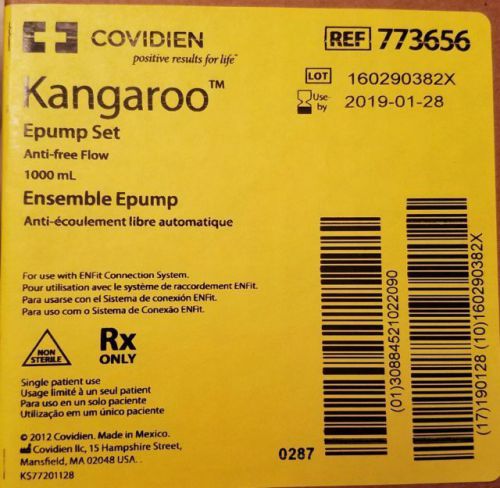 COVIDIEN
positive results for life™
REF 773656
LOT 160290382X
Use-by 2019-01-28
Kangaroo™
Epump Set
Anti-free Flow
1000 mL
Ensemble Epump
Anti-écoulement libre automatique
For use with ENFit Connection System.
Pour utilisation avec le système de raccordement ENFit.
Para usarse con el Sistema de conexión ENFit.
Para uso com o Sistema de Conexão ENFit.
NON STERILE
Rx ONLY
Single patient use
Usage limité à un seul patient
Para uso en un solo paciente
Utilização em um único paciente
© 2012 Covidien. Made in Mexico.
Covidien llc, 15 Hampshire Street,
Mansfield, MA 02048 USA.
KS77201128
0287
(01)30884521022090
(17)190128 (10)160290382X